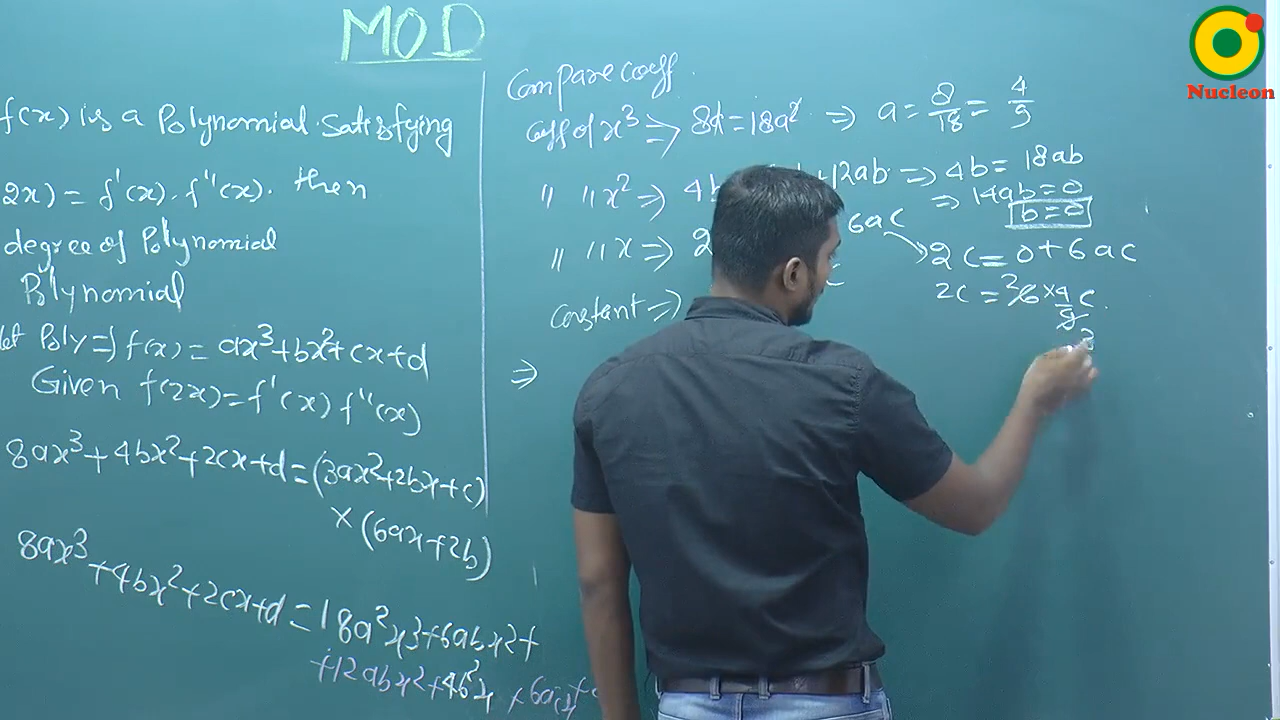 MOD
Nucleon
f(x) is a Polynomial satisfying
2x) = f'(x). f''(x). then
degree of Polynomial
Polynomial
let Poly => f(x) = ax³+bx²+cx+d
Given f(2x) = f'(x) f''(x)
8ax³+4bx²+2cx+d = (3ax²+2bx+c)
×(6ax+2b)
8ax³+4bx²+2cx+d = 18a²x³+6abx²+
+12abx²+4b²x+6acx+
Compare coeff.
Coeff of x³ => 8a = 18a² => a = 8/18 = 4/9
" " x² => 4b +12ab => 4b = 18ab
=> 14ab = 0
b = 0
" " x => 2 6ac
2c = 0+6ac
constant => c
2c = 2 6 × 4/9 c
3
=>